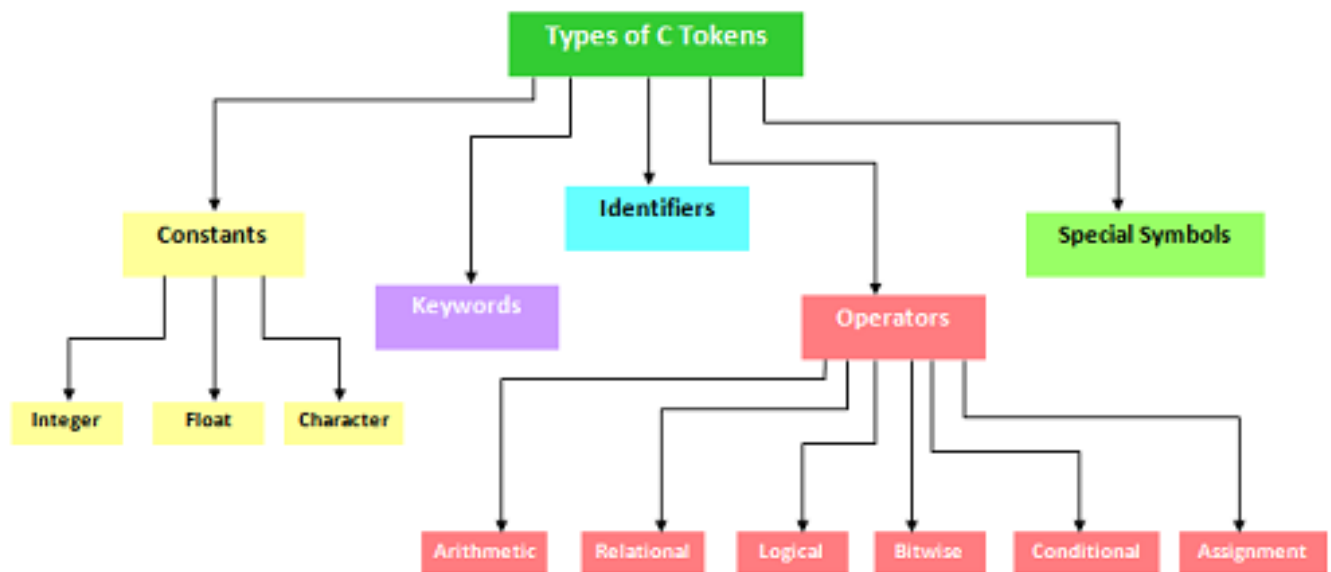 Types of C Tokens
Identifiers
Constants
Special Symbols
Keywords
Operators
Integer
Float
Character
Arithmetic
Relational
Logical
Bitwise
Conditional
Assignment